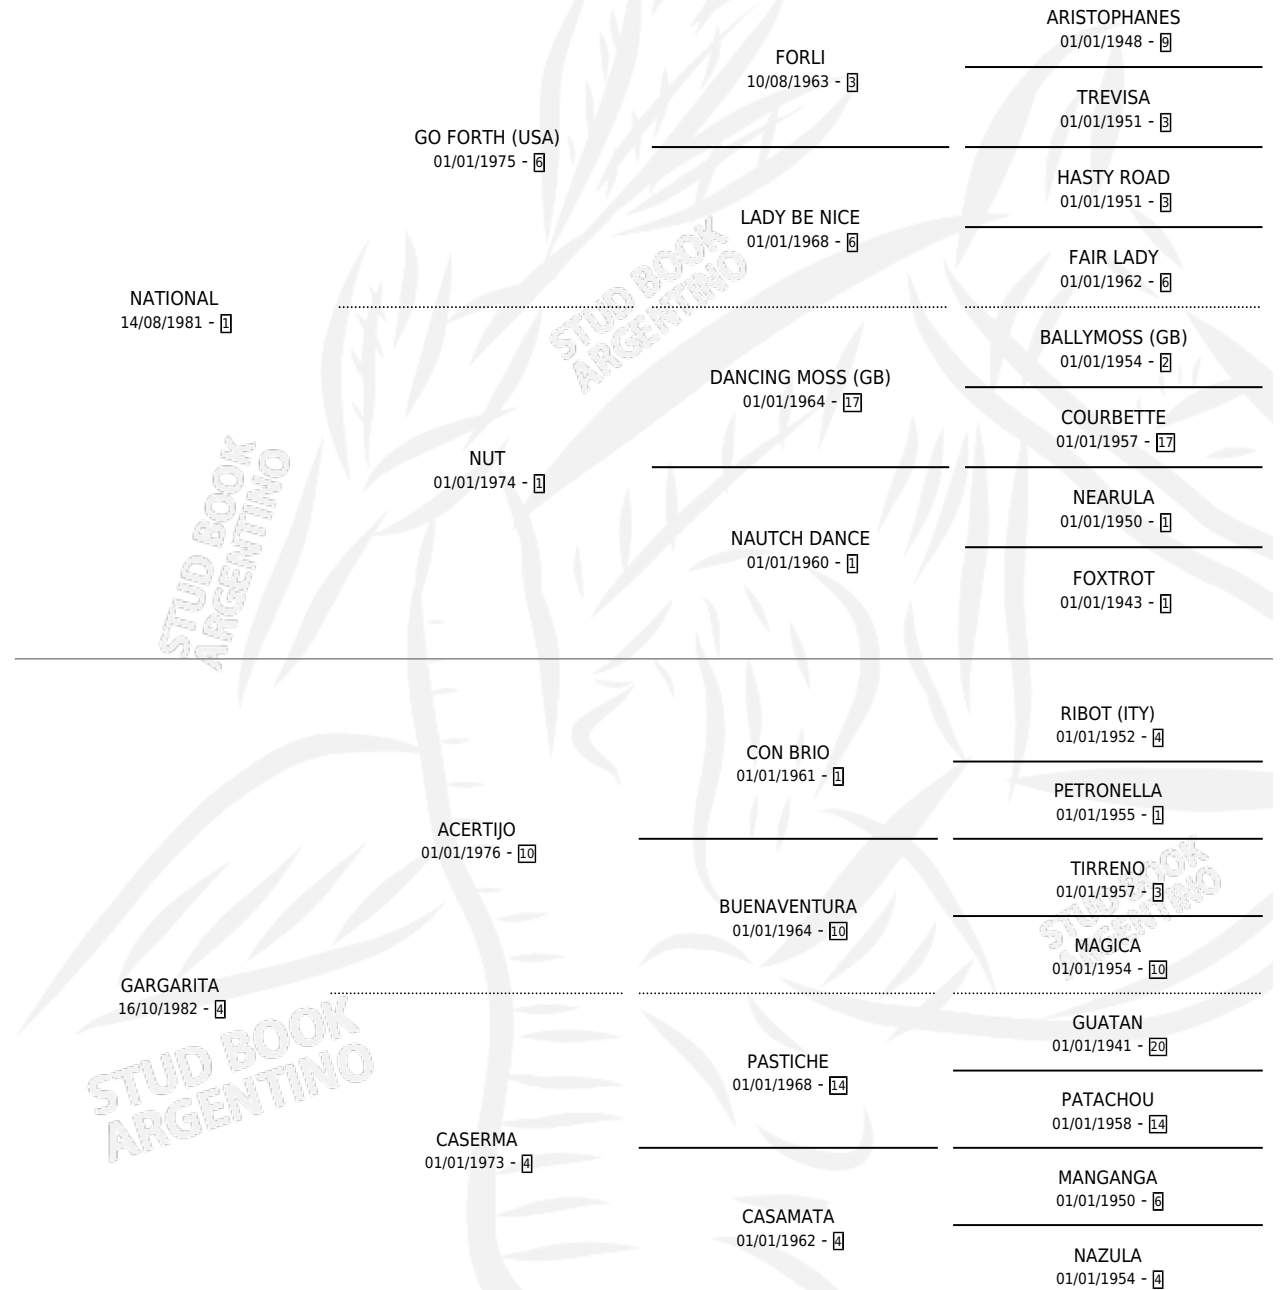 ARISTOPHANES
01/01/1948 - 9
FORLI
10/08/1963 - 3
TREVISA
01/01/1951 - 3
GO FORTH (USA)
01/01/1975 - 6
HASTY ROAD
01/01/1951 - 3
LADY BE NICE
01/01/1968 - 6
FAIR LADY
01/01/1962 - 6
NATIONAL
14/08/1981 - 1
BALLYMOSS (GB)
01/01/1954 - 2
DANCING MOSS (GB)
01/01/1964 - 17
COURBETTE
01/01/1957 - 17
NUT
01/01/1974 - 1
NEARULA
01/01/1950 - 1
NAUTCH DANCE
01/01/1960 - 1
FOXTROT
01/01/1943 - 1
RIBOT (ITY)
01/01/1952 - 4
CON BRIO
01/01/1961 - 1
PETRONELLA
01/01/1955 - 1
ACERTIJO
01/01/1976 - 10
TIRRENO
01/01/1957 - 3
BUENAVENTURA
01/01/1964 - 10
MAGICA
01/01/1954 - 10
GARGARITA
16/10/1982 - 4
GUATAN
01/01/1941 - 20
PASTICHE
01/01/1968 - 14
PATACHOU
01/01/1958 - 14
CASERMA
01/01/1973 - 4
MANGANGA
01/01/1950 - 6
CASAMATA
01/01/1962 - 4
NAZULA
01/01/1954 - 4
STUD BOOK
ARGENTINO
STUD BOOK
ARGENTINO
STUD BOOK
ARGENTINO
STUD BOOK
ARGENTINO